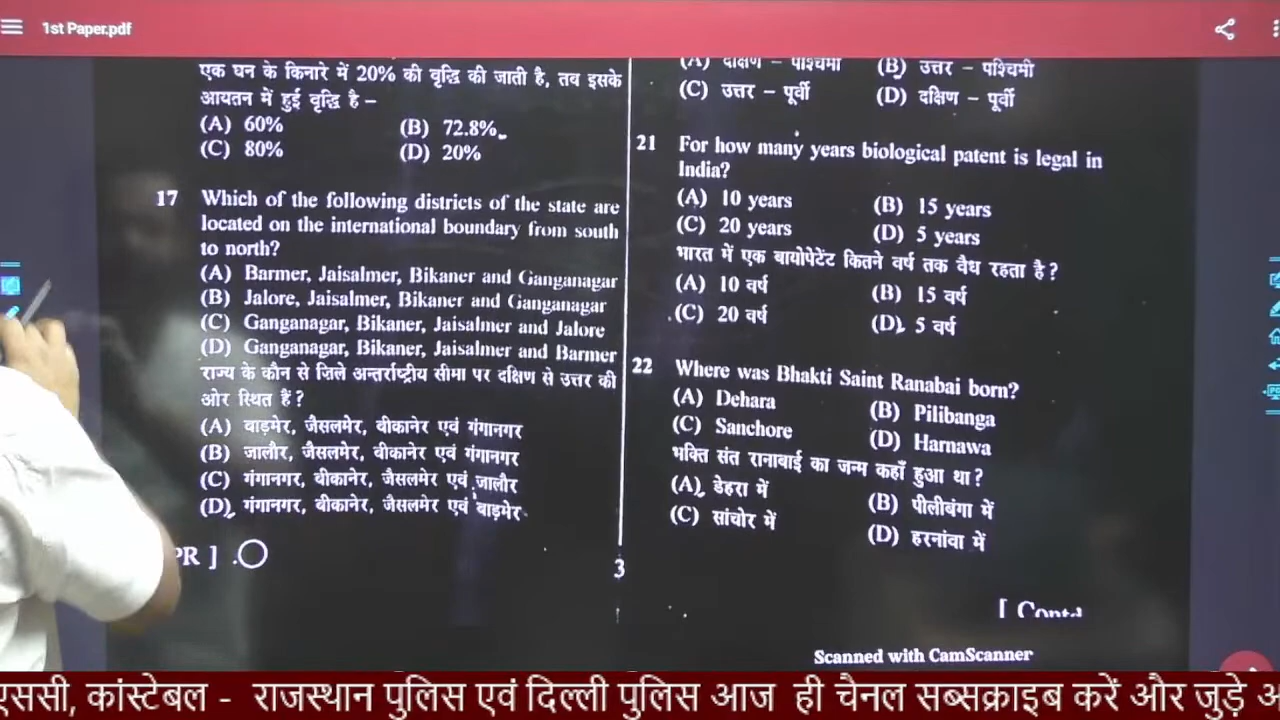 1st Paper.pdf
एक घन के किनारे में 20% की वृद्धि की जाती है, तव इसके
आयतन में हुई वृद्धि है –
(A) 60% (B) 72.8%
(C) 80% (D) 20%
17 Which of the following districts of the state are
located on the international boundary from south
to north?
(A) Barmer, Jaisalmer, Bikaner and Ganganagar
(B) Jalore, Jaisalmer, Bikaner and Ganganagar
(C) Ganganagar, Bikaner, Jaisalmer and Jalore
(D) Ganganagar, Bikaner, Jaisalmer and Barmer
राज्य के कौन से जिले अन्तर्राष्ट्रीय सीमा पर दक्षिण से उत्तर की
ओर स्थित हैं ?
(A) बाड़मेर, जैसलमेर, बीकानेर एवं गंगानगर
(B) जालौर, जैसलमेर, बीकानेर एवं गंगानगर
(C) गंगानगर, बीकानेर, जैसलमेर एवं जालौर
(D) गंगानगर, बीकानेर, जैसलमेर एवं बाड़मेर
PR ]
3
(A) दक्षिण – पश्चिमी (B) उत्तर – पश्चिमी
(C) उत्तर – पूर्वी (D) दक्षिण – पूर्वी
21 For how many years biological patent is legal in
India?
(A) 10 years (B) 15 years
(C) 20 years (D) 5 years
भारत में एक बायोपेटेंट कितने वर्ष तक वैध रहता है ?
(A) 10 वर्ष (B) 15 वर्ष
(C) 20 वर्ष (D) 5 वर्ष
22 Where was Bhakti Saint Ranabai born?
(A) Dehara (B) Pilibanga
(C) Sanchore (D) Harnawa
भक्ति संत रानाबाई का जन्म कहाँ हुआ था ?
(A) डेहरा में (B) पीलीबंगा में
(C) सांचोर में (D) हरनांवा में
[ Contd
Scanned with CamScanner
एससी, कांस्टेबल - राजस्थान पुलिस एवं दिल्ली पुलिस आज ही चैनल सब्सक्राइब करें और जुड़े